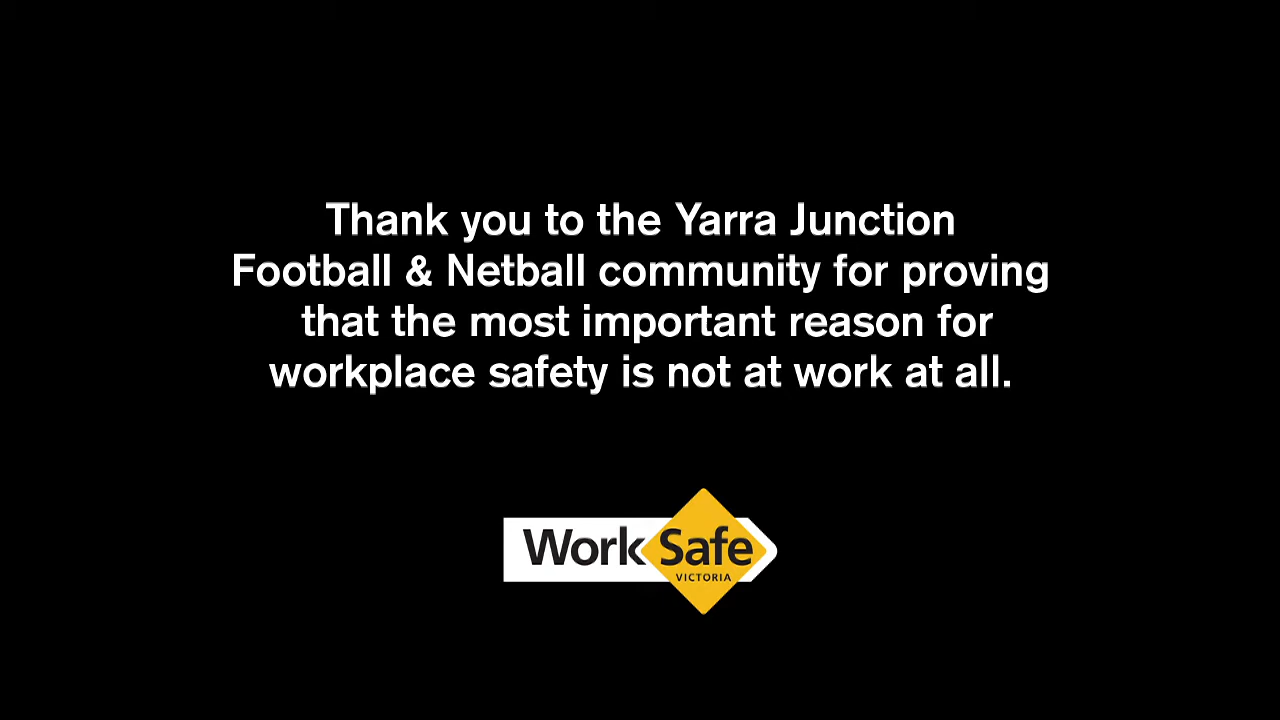 Thank you to the Yarra Junction
Football & Netball community for proving
that the most important reason for
workplace safety is not at work at all.
WorkSafe
VICTORIA